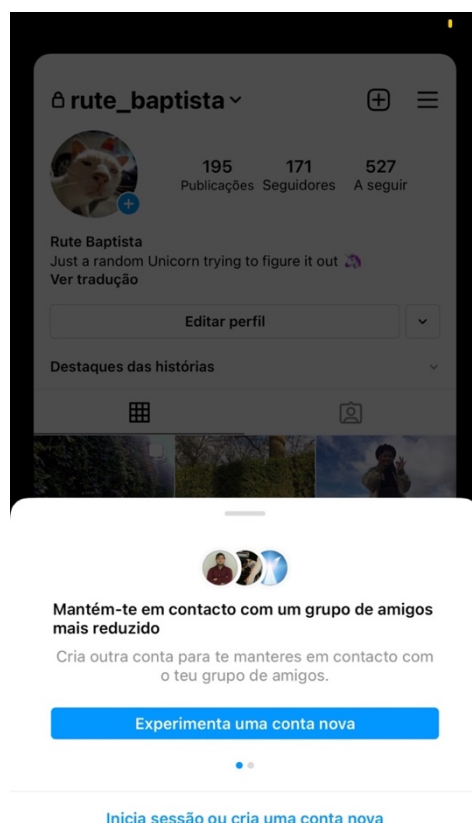 rute_baptista
195 171 527
Publicações Seguidores A seguir
Rute Baptista
Just a random Unicorn trying to figure it out 🦄
Ver tradução
Editar perfil
Destaques das histórias
Mantém-te em contacto com um grupo de amigos
mais reduzido
Cria outra conta para te manteres em contacto com
o teu grupo de amigos.
Experimenta uma conta nova
Inicia sessão ou cria uma conta nova